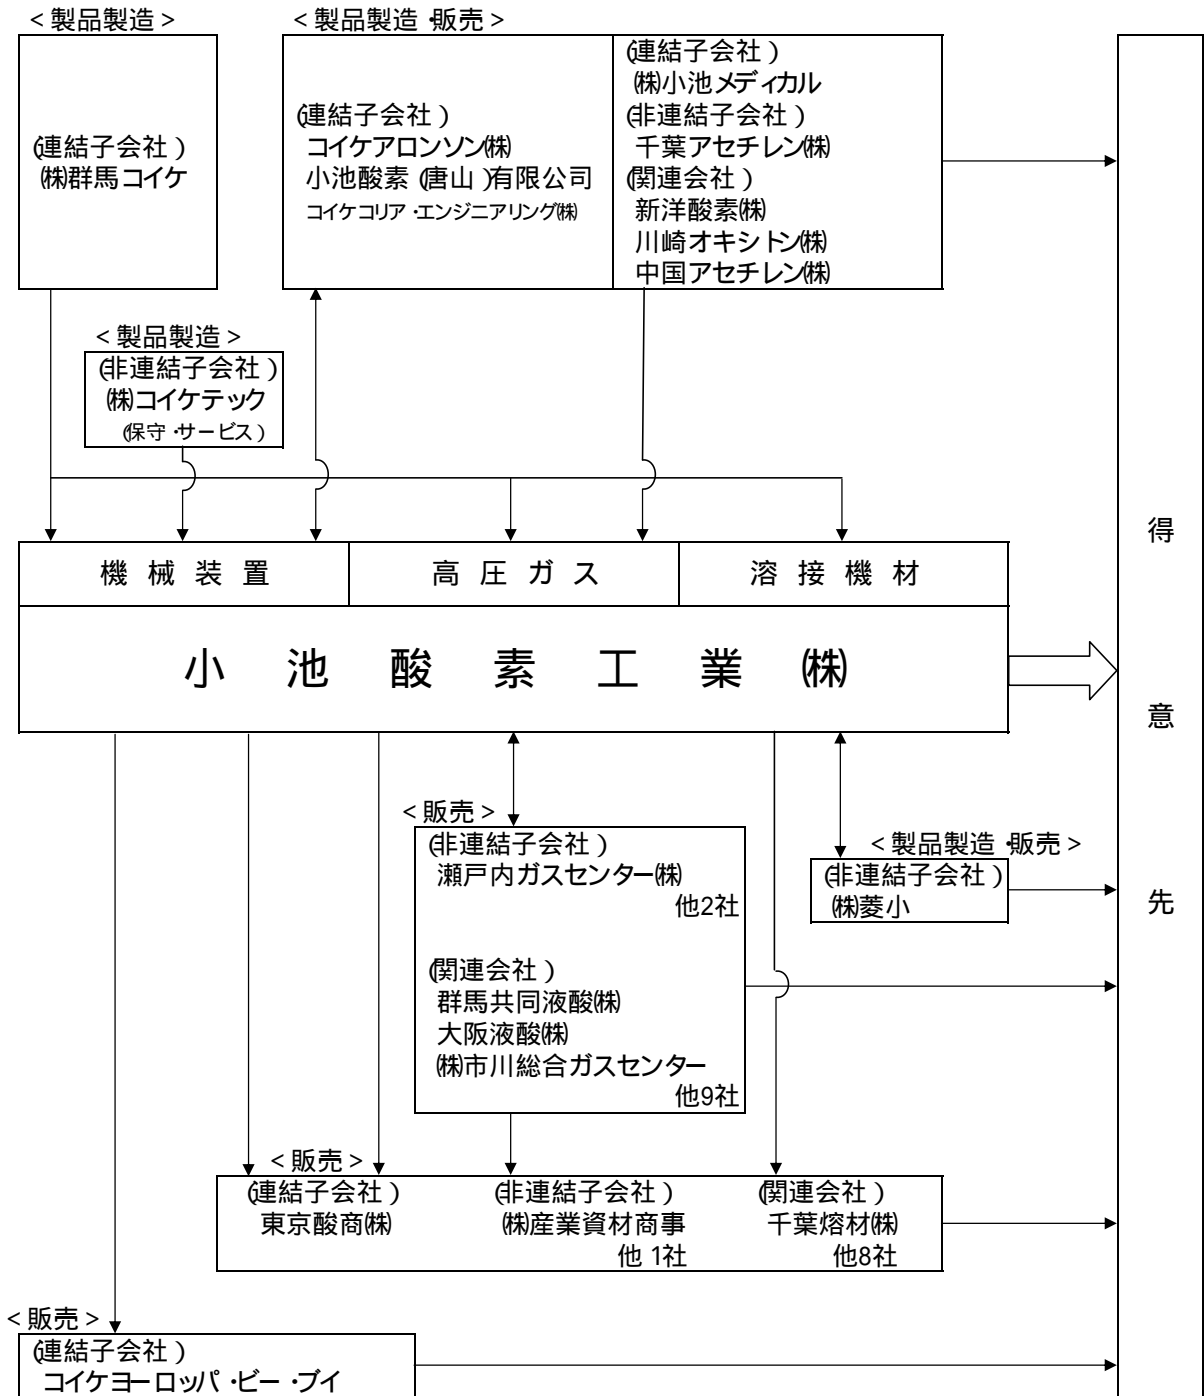 ＜製品製造＞
(連結子会社)
㈱群馬コイケ
＜製品製造・販売＞
(連結子会社)
コイケアロンソン㈱
小池酸素(唐山)有限公司
コイケコリア・エンジニアリング㈱
(連結子会社)
㈱小池メディカル
(非連結子会社)
千葉アセチレン㈱
(関連会社)
新洋酸素㈱
川崎オキシトン㈱
中国アセチレン㈱
＜製品製造＞
(非連結子会社)
㈱コイケテック
(保守・サービス)
機械装置
高圧ガス
溶接機材
小池酸素工業㈱
得意先
＜販売＞
(非連結子会社)
瀬戸内ガスセンター㈱
他2社
(関連会社)
群馬共同液酸㈱
大阪液酸㈱
㈱市川総合ガスセンター
他9社
＜製品製造・販売＞
(非連結子会社)
㈱菱小
＜販売＞
(連結子会社)
東京酸商㈱
(非連結子会社)
㈱産業資材商事
他1社
(関連会社)
千葉熔材㈱
他8社
＜販売＞
(連結子会社)
コイケヨーロッパ・ビー・ブイ